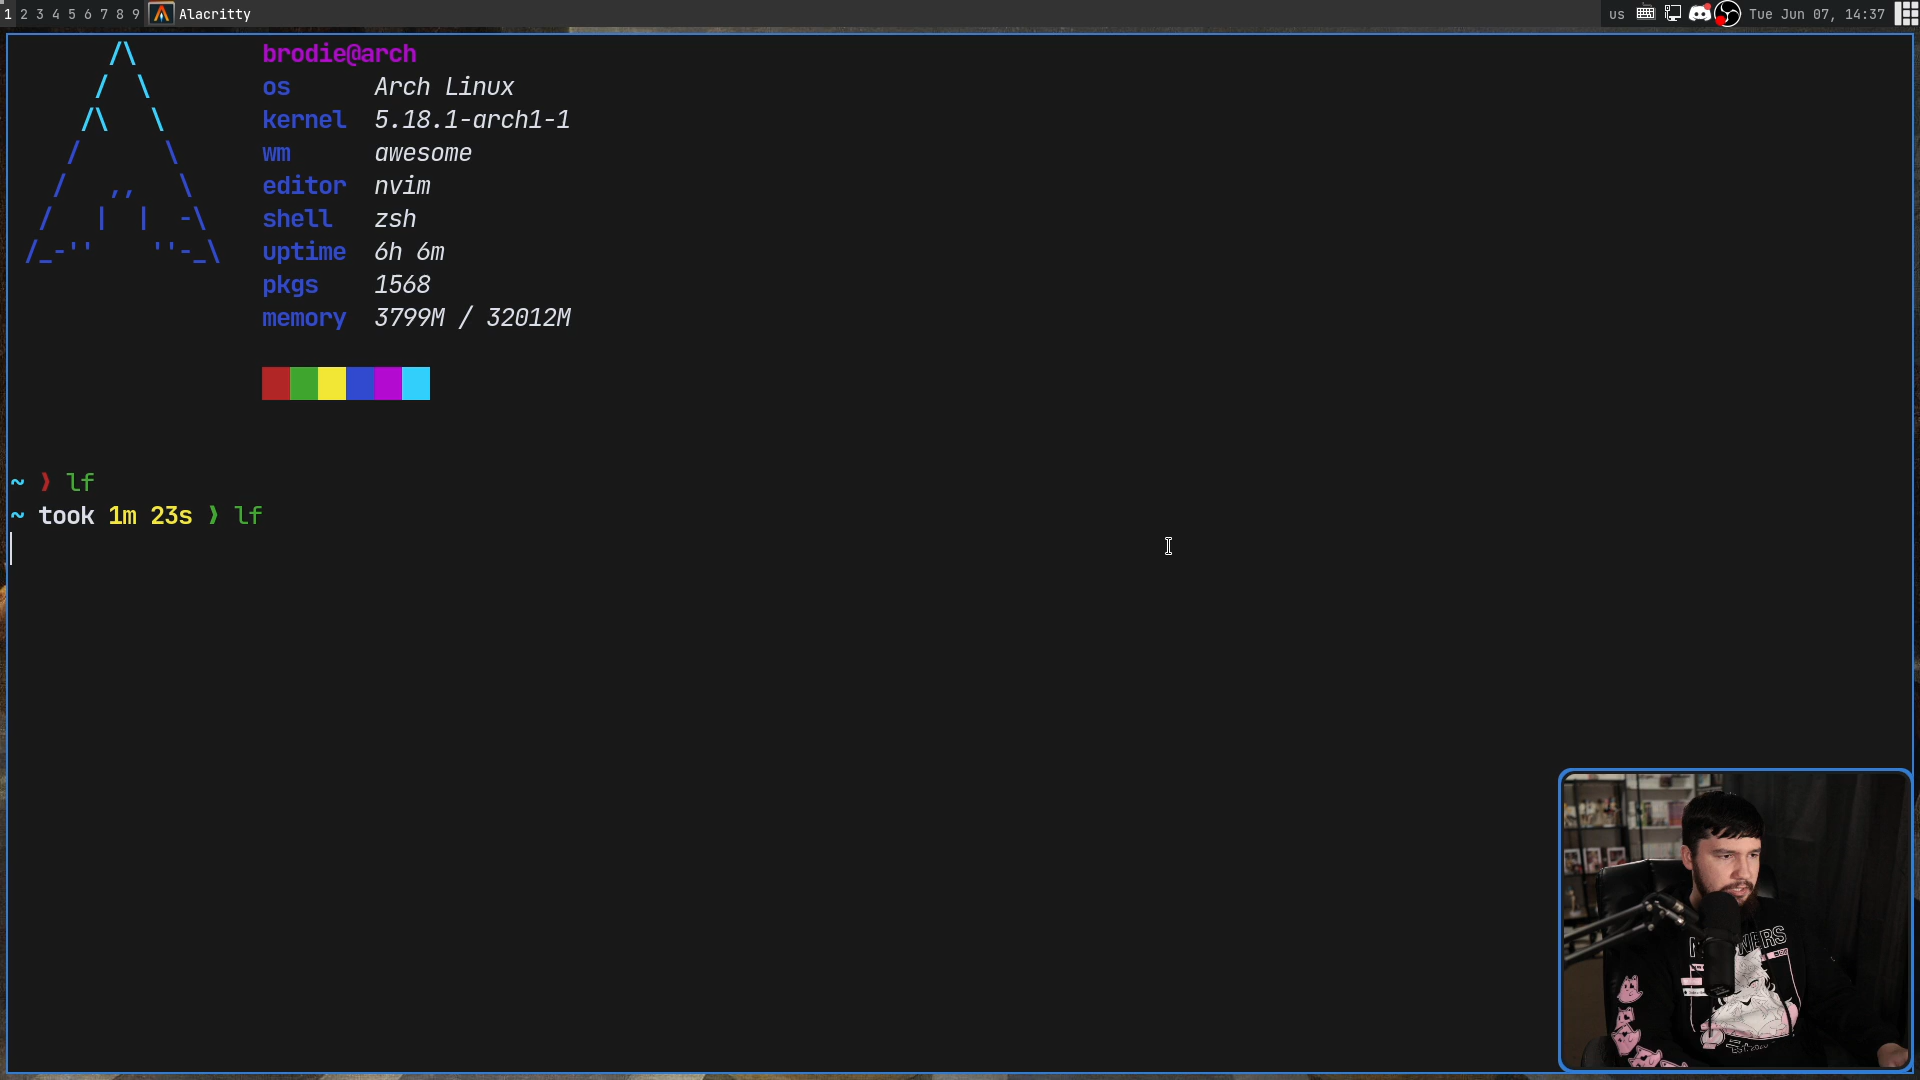 1 2 3 4 5 6 7 8 9 Alacritty us Tue Jun 07, 14:37
brodie@arch
os Arch Linux
kernel 5.18.1-arch1-1
wm awesome
editor nvim
shell zsh
uptime 6h 6m
pkgs 1568
memory 3799M / 32012M
~ ❯ lf
~ took 1m 23s ❯ lf